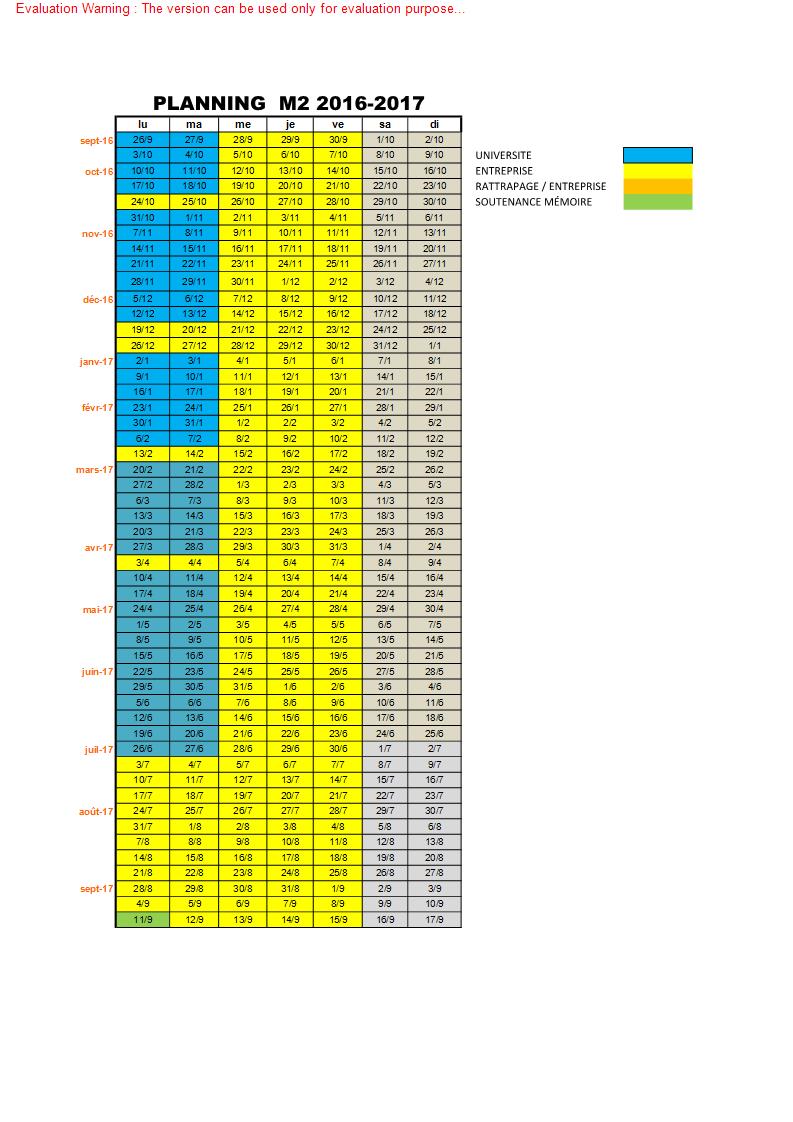 Evaluation Warning : The version can be used only for evaluation purpose...
PLANNING M2 2016-2017
lu ma me je ve sa di
sept-16 26/9 27/9 28/9 29/9 30/9 1/10 2/10
3/10 4/10 5/10 6/10 7/10 8/10 9/10 UNIVERSITE
oct-16 10/10 11/10 12/10 13/10 14/10 15/10 16/10 ENTREPRISE
17/10 18/10 19/10 20/10 21/10 22/10 23/10 RATTRAPAGE / ENTREPRISE
24/10 25/10 26/10 27/10 28/10 29/10 30/10 SOUTENANCE MÉMOIRE
31/10 1/11 2/11 3/11 4/11 5/11 6/11
nov-16 7/11 8/11 9/11 10/11 11/11 12/11 13/11
14/11 15/11 16/11 17/11 18/11 19/11 20/11
21/11 22/11 23/11 24/11 25/11 26/11 27/11
28/11 29/11 30/11 1/12 2/12 3/12 4/12
déc-16 5/12 6/12 7/12 8/12 9/12 10/12 11/12
12/12 13/12 14/12 15/12 16/12 17/12 18/12
19/12 20/12 21/12 22/12 23/12 24/12 25/12
26/12 27/12 28/12 29/12 30/12 31/12 1/1
janv-17 2/1 3/1 4/1 5/1 6/1 7/1 8/1
9/1 10/1 11/1 12/1 13/1 14/1 15/1
16/1 17/1 18/1 19/1 20/1 21/1 22/1
févr-17 23/1 24/1 25/1 26/1 27/1 28/1 29/1
30/1 31/1 1/2 2/2 3/2 4/2 5/2
6/2 7/2 8/2 9/2 10/2 11/2 12/2
13/2 14/2 15/2 16/2 17/2 18/2 19/2
mars-17 20/2 21/2 22/2 23/2 24/2 25/2 26/2
27/2 28/2 1/3 2/3 3/3 4/3 5/3
6/3 7/3 8/3 9/3 10/3 11/3 12/3
13/3 14/3 15/3 16/3 17/3 18/3 19/3
20/3 21/3 22/3 23/3 24/3 25/3 26/3
avr-17 27/3 28/3 29/3 30/3 31/3 1/4 2/4
3/4 4/4 5/4 6/4 7/4 8/4 9/4
10/4 11/4 12/4 13/4 14/4 15/4 16/4
17/4 18/4 19/4 20/4 21/4 22/4 23/4
mai-17 24/4 25/4 26/4 27/4 28/4 29/4 30/4
1/5 2/5 3/5 4/5 5/5 6/5 7/5
8/5 9/5 10/5 11/5 12/5 13/5 14/5
15/5 16/5 17/5 18/5 19/5 20/5 21/5
juin-17 22/5 23/5 24/5 25/5 26/5 27/5 28/5
29/5 30/5 31/5 1/6 2/6 3/6 4/6
5/6 6/6 7/6 8/6 9/6 10/6 11/6
12/6 13/6 14/6 15/6 16/6 17/6 18/6
19/6 20/6 21/6 22/6 23/6 24/6 25/6
juil-17 26/6 27/6 28/6 29/6 30/6 1/7 2/7
3/7 4/7 5/7 6/7 7/7 8/7 9/7
10/7 11/7 12/7 13/7 14/7 15/7 16/7
17/7 18/7 19/7 20/7 21/7 22/7 23/7
août-17 24/7 25/7 26/7 27/7 28/7 29/7 30/7
31/7 1/8 2/8 3/8 4/8 5/8 6/8
7/8 8/8 9/8 10/8 11/8 12/8 13/8
14/8 15/8 16/8 17/8 18/8 19/8 20/8
21/8 22/8 23/8 24/8 25/8 26/8 27/8
sept-17 28/8 29/8 30/8 31/8 1/9 2/9 3/9
4/9 5/9 6/9 7/9 8/9 9/9 10/9
11/9 12/9 13/9 14/9 15/9 16/9 17/9